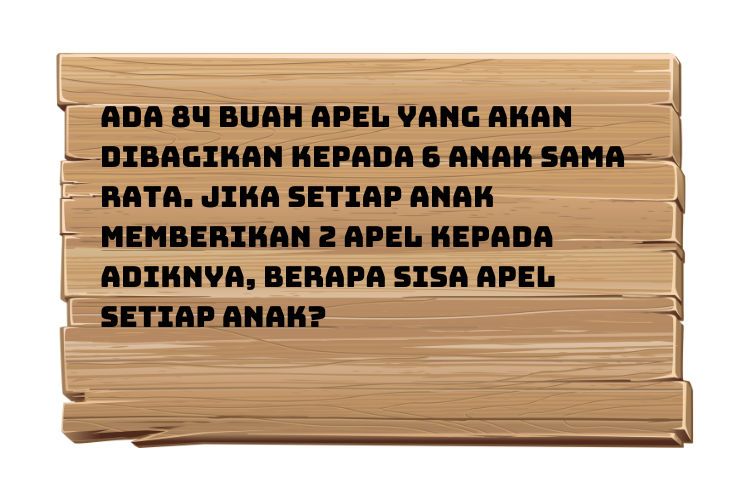 ADA 84 BUAH APEL YANG AKAN
DIBAGIKAN KEPADA 6 ANAK SAMA
RATA. JIKA SETIAP ANAK
MEMBERIKAN 2 APEL KEPADA
ADIKNYA, BERAPA SISA APEL
SETIAP ANAK?